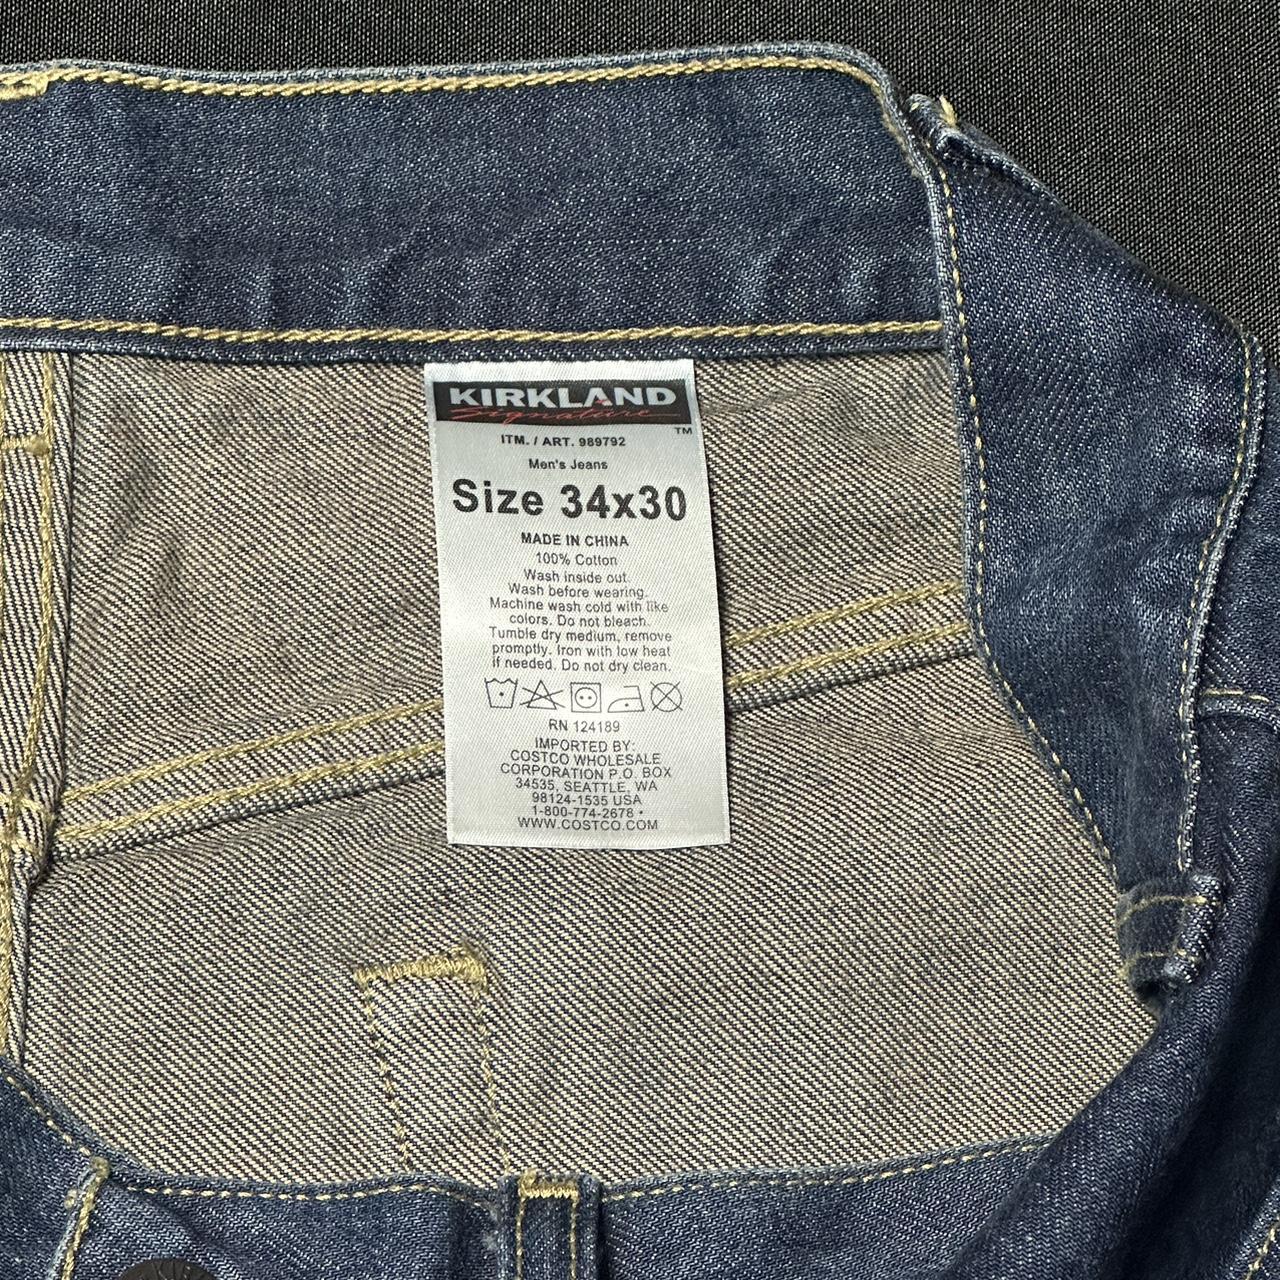 KIRKLAND
Signature
TM
ITM. / ART. 989792
Men's Jeans
Size 34x30
MADE IN CHINA
100% Cotton
Wash inside out.
Wash before wearing.
Machine wash cold with like
colors. Do not bleach.
Tumble dry medium, remove
promptly. Iron with low heat
if needed. Do not dry clean.
RN 124189
IMPORTED BY:
COSTCO WHOLESALE
CORPORATION P.O. BOX
34535, SEATTLE, WA
98124-1535 USA
1-800-774-2678 •
WWW.COSTCO.COM